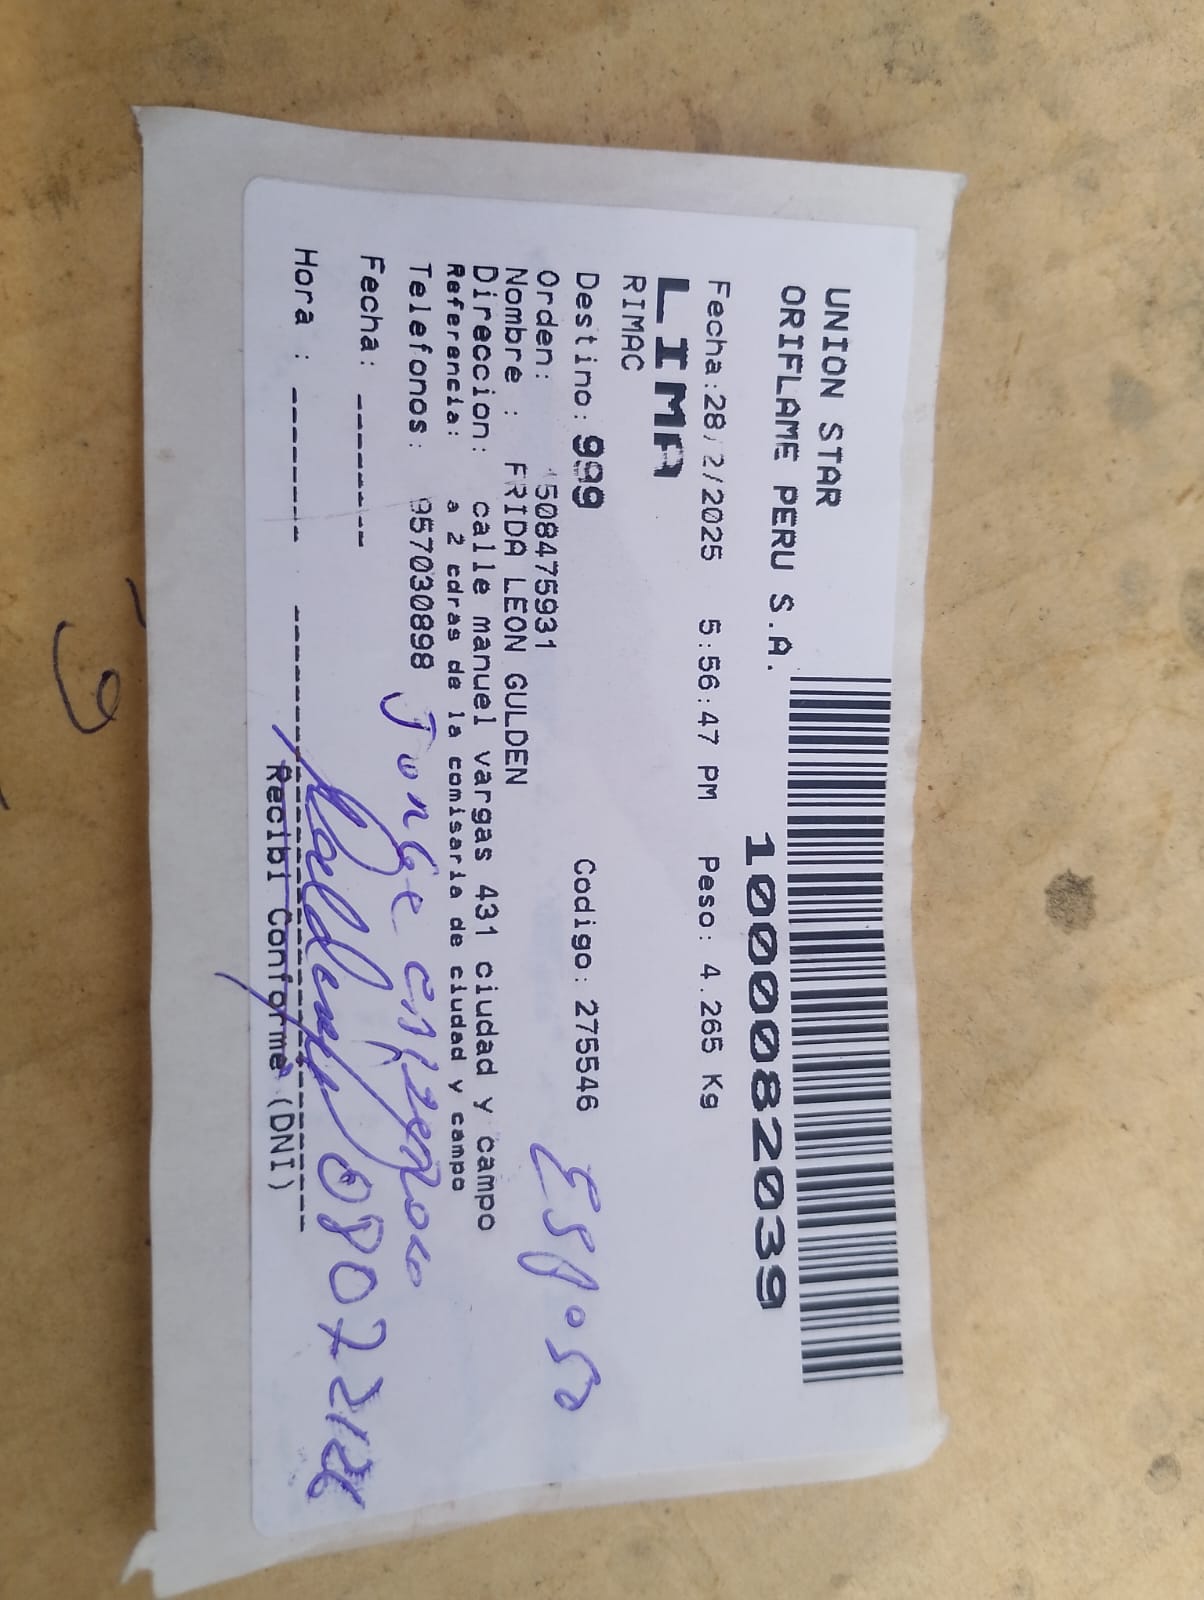 UNION STAR
ORIFLAME PERU S.A.
1000082039
Fecha:28/2/2025 5:56:47 PM Peso: 4.265 Kg
LIMA
RIMAC
Destino: 999 Codigo: 275546
Orden: 1508475931
Nombre : FRIDA LEON GULDEN
Esposo
Direccion: calle manuel vargas 431 ciudad y campo
Referencia: a 2 cdras de la comisaria de ciudad y campo
Telefonos: 957030898
Jorge
Fecha: ------
Hora : ------
Recibi Conforme (DNI)